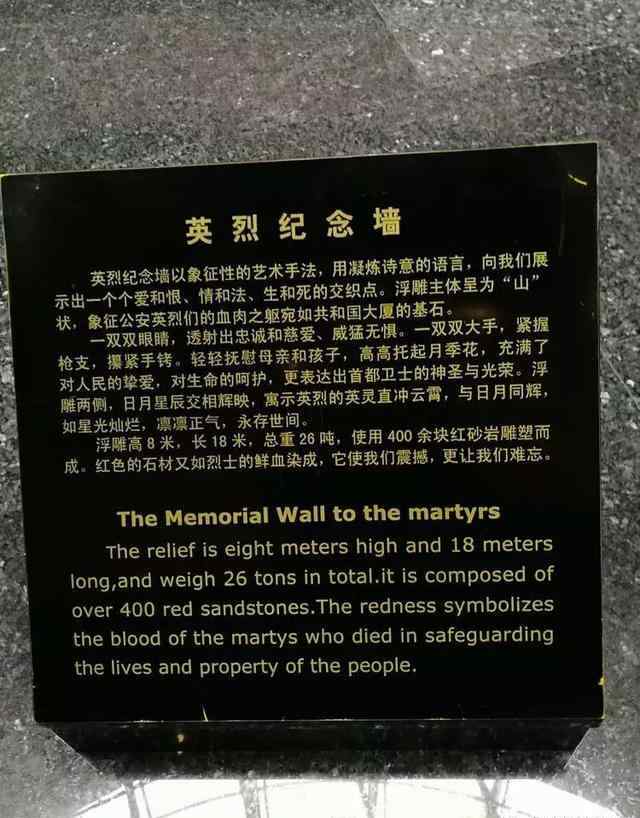 英烈纪念墙
英烈纪念墙以象征性的艺术手法，用凝炼诗意的语言，向我们展
示出一个个爱和恨、情和法、生和死的交织点。浮雕主体呈为“山”
状，象征公安英烈们的血肉之躯宛如共和国大厦的基石。
一双双眼睛，透射出忠诚和慈爱、威猛无惧。一双双大手，紧握
枪支，攥紧手铐。轻轻抚慰母亲和孩子，高高托起月季花，充满了
对人民的挚爱，对生命的呵护，更表达出首都卫士的神圣与光荣。浮
雕两侧，日月星辰交相辉映，寓示英烈的英灵直冲云霄，与日月同辉，
如星光灿烂，凛凛正气，永存世间。
浮雕高8米，长18米，总重26吨，使用400余块红砂岩雕塑而
成。红色的石材又如烈士的鲜血染成，它使我们震撼，更让我们难忘。
The Memorial Wall to the martyrs
The relief is eight meters high and 18 meters
long,and weigh 26 tons in total.it is composed of
over 400 red sandstones.The redness symbolizes
the blood of the martys who died in safeguarding
the lives and property of the people.